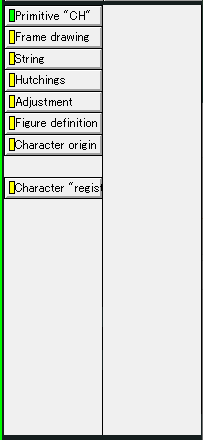 Primitive "CH"
Frame drawing
String
Hutchings
Adjustment
Figure definition
Character origin
Character "regist